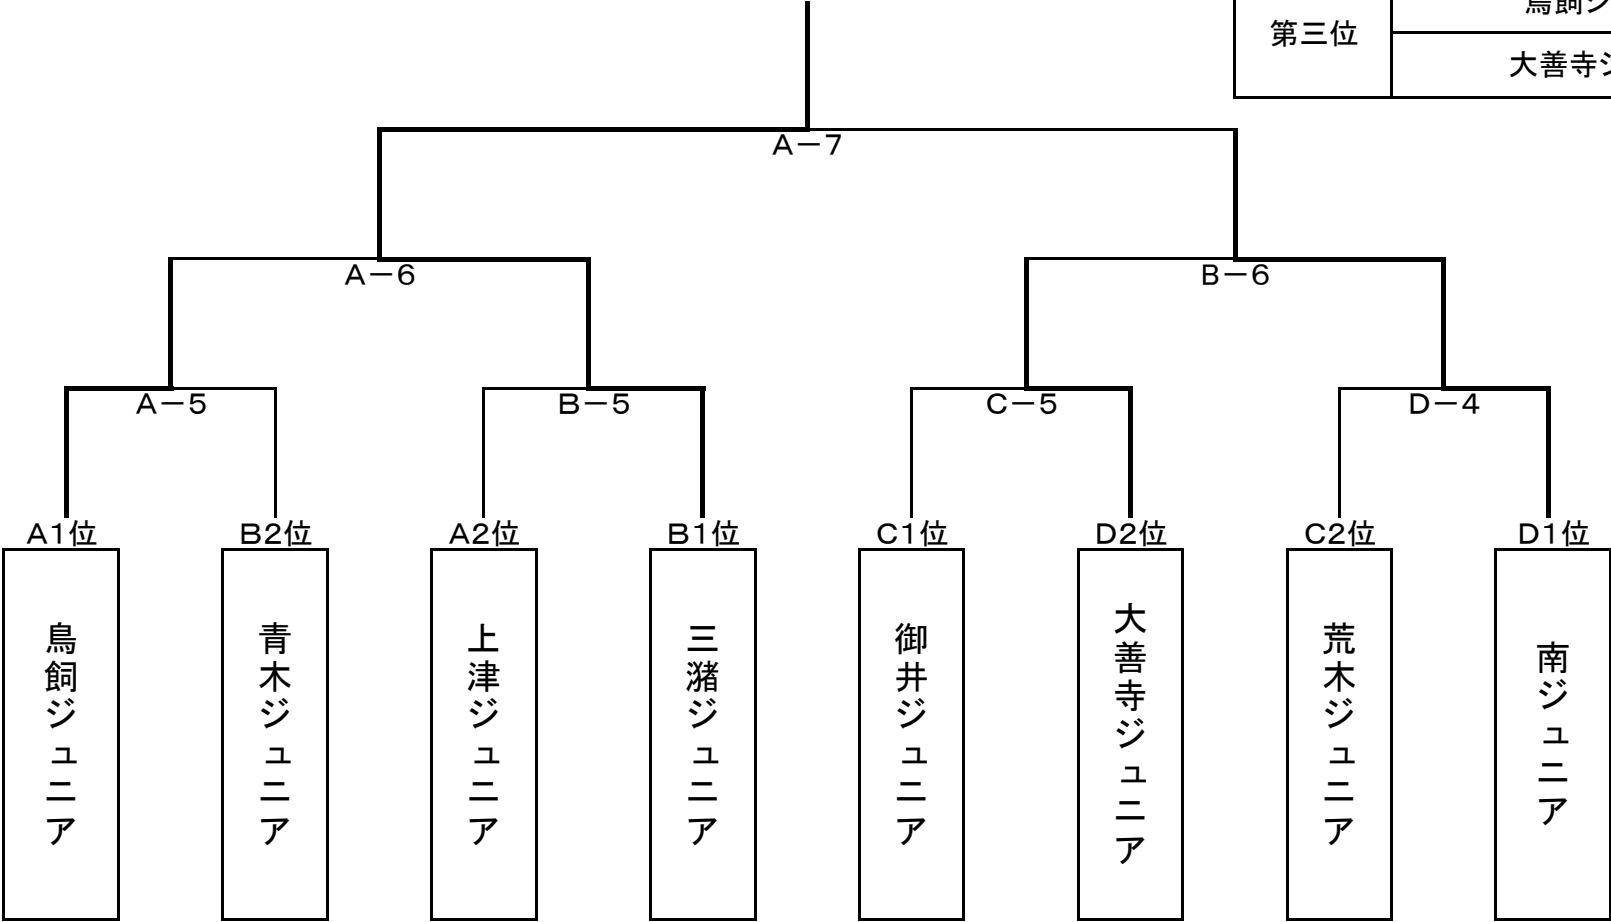 鳥飼ジ
第三位
大善寺ジ
A－7
A－6
B－6
A－5
B－5
C－5
D－4
A1位
B2位
A2位
B1位
C1位
D2位
C2位
D1位
鳥飼ジュニア
青木ジュニア
上津ジュニア
三潴ジュニア
御井ジュニア
大善寺ジュニア
荒木ジュニア
南ジュニア